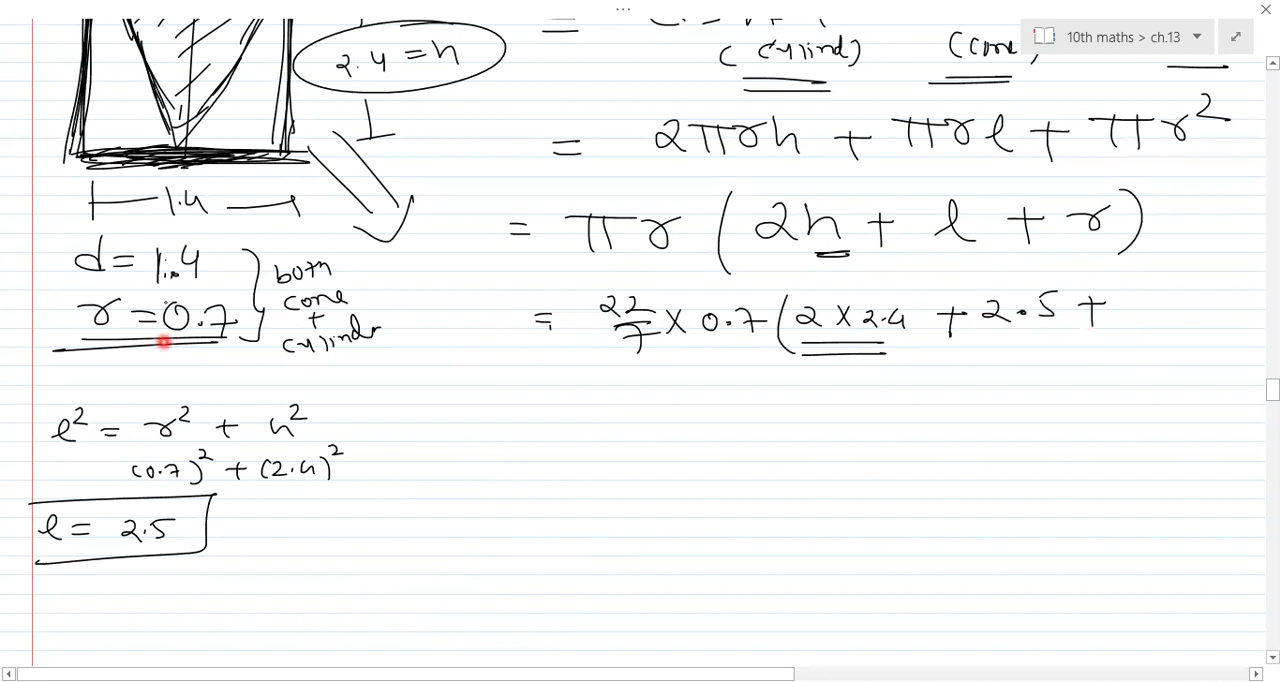 10th maths > ch.13
2.4 = h
(cylind) (cone)
= 2πrh + πrl + πr²
1.4
= πr (2h + l + r)
d = 1.4
r = 0.7
both
cone
+
cylinder
= 22/7 × 0.7 (2 × 2.4 + 2.5 +
l² = r² + h²
(0.7)² + (2.4)²
l = 2.5